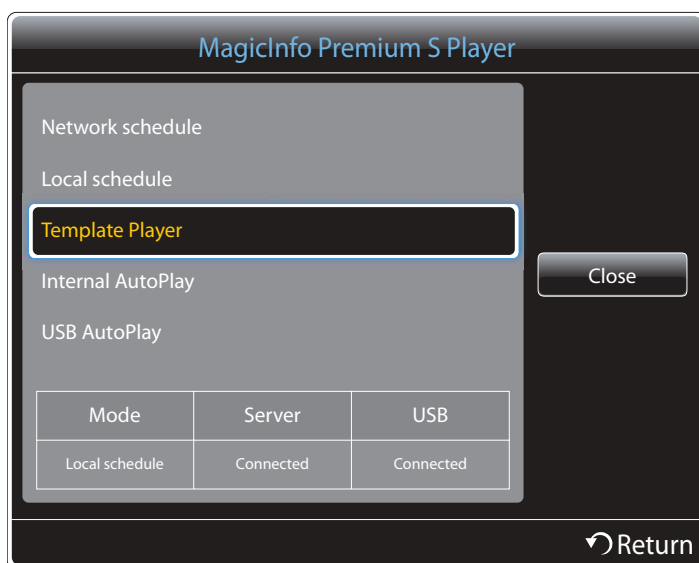 MagicInfo Premium S Player
Network schedule
Local schedule
Template Player
Internal AutoPlay
USB AutoPlay
Close
Mode Server USB
Local schedule Connected Connected
Return